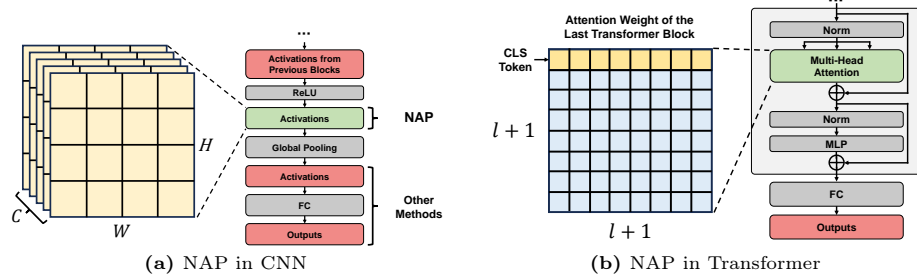 ...
Activations from
Previous Blocks
ReLU
Activations
NAP
Global Pooling
Activations
FC
Outputs
Other
Methods
H
W
C
(a) NAP in CNN
Attention Weight of the
Last Transformer Block
CLS
Token
l + 1
l + 1
...
Norm
Multi-Head
Attention
Norm
MLP
FC
Outputs
(b) NAP in Transformer